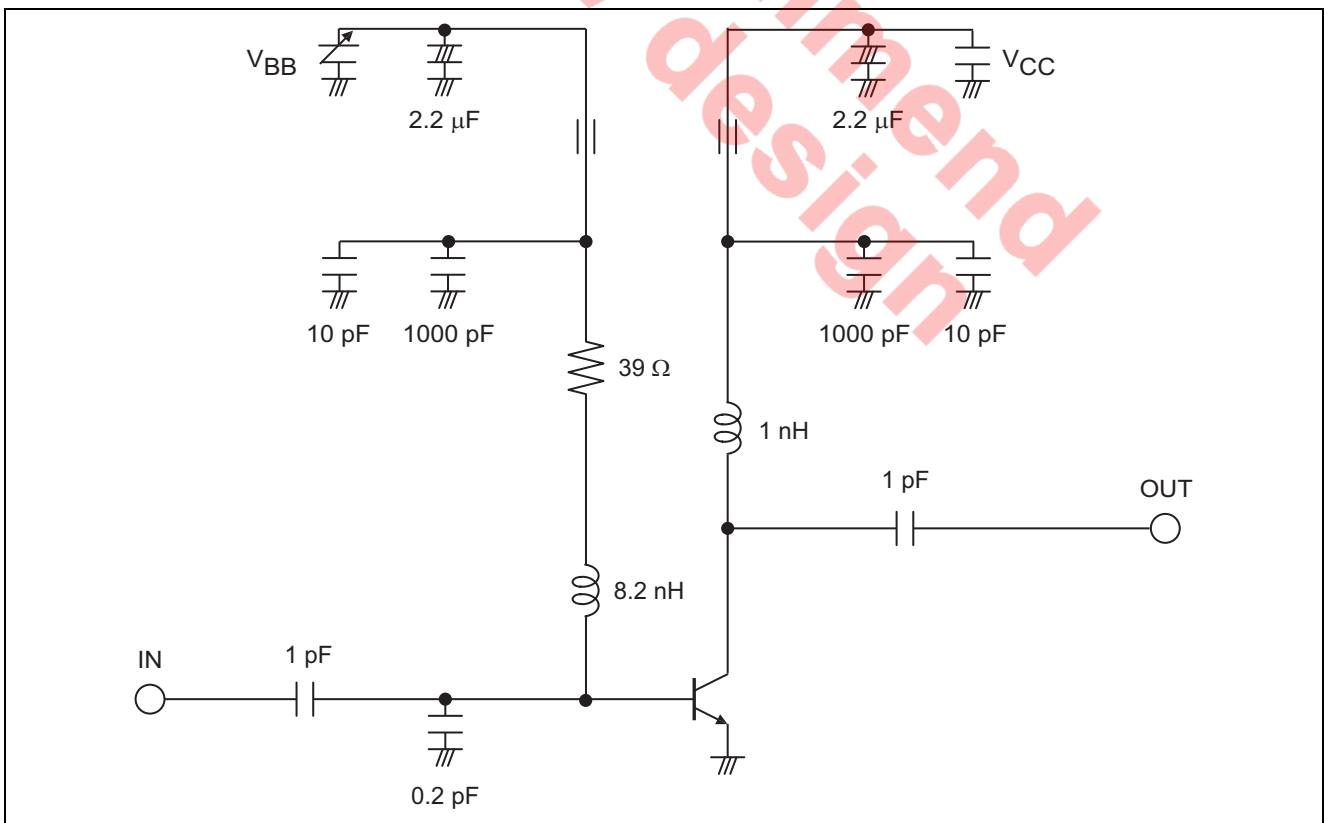 mmend
design
VBB
2.2 μF
2.2 μF
VCC
10 pF
1000 pF
1000 pF
10 pF
39 Ω
1 nH
1 pF
OUT
8.2 nH
IN
1 pF
0.2 pF